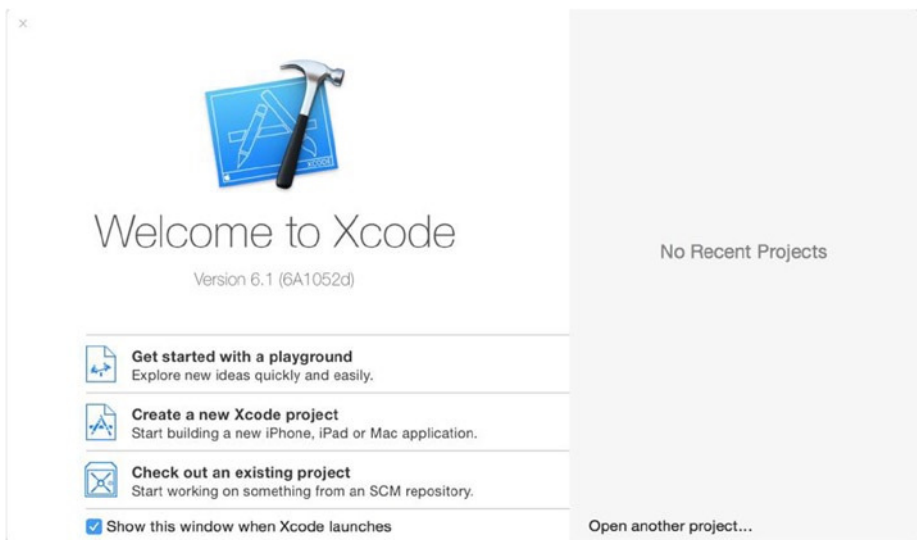 XCODE
Welcome to Xcode
Version 6.1 (6A1052d)
Get started with a playground
Explore new ideas quickly and easily.
Create a new Xcode project
Start building a new iPhone, iPad or Mac application.
Check out an existing project
Start working on something from an SCM repository.
Show this window when Xcode launches
No Recent Projects
Open another project...